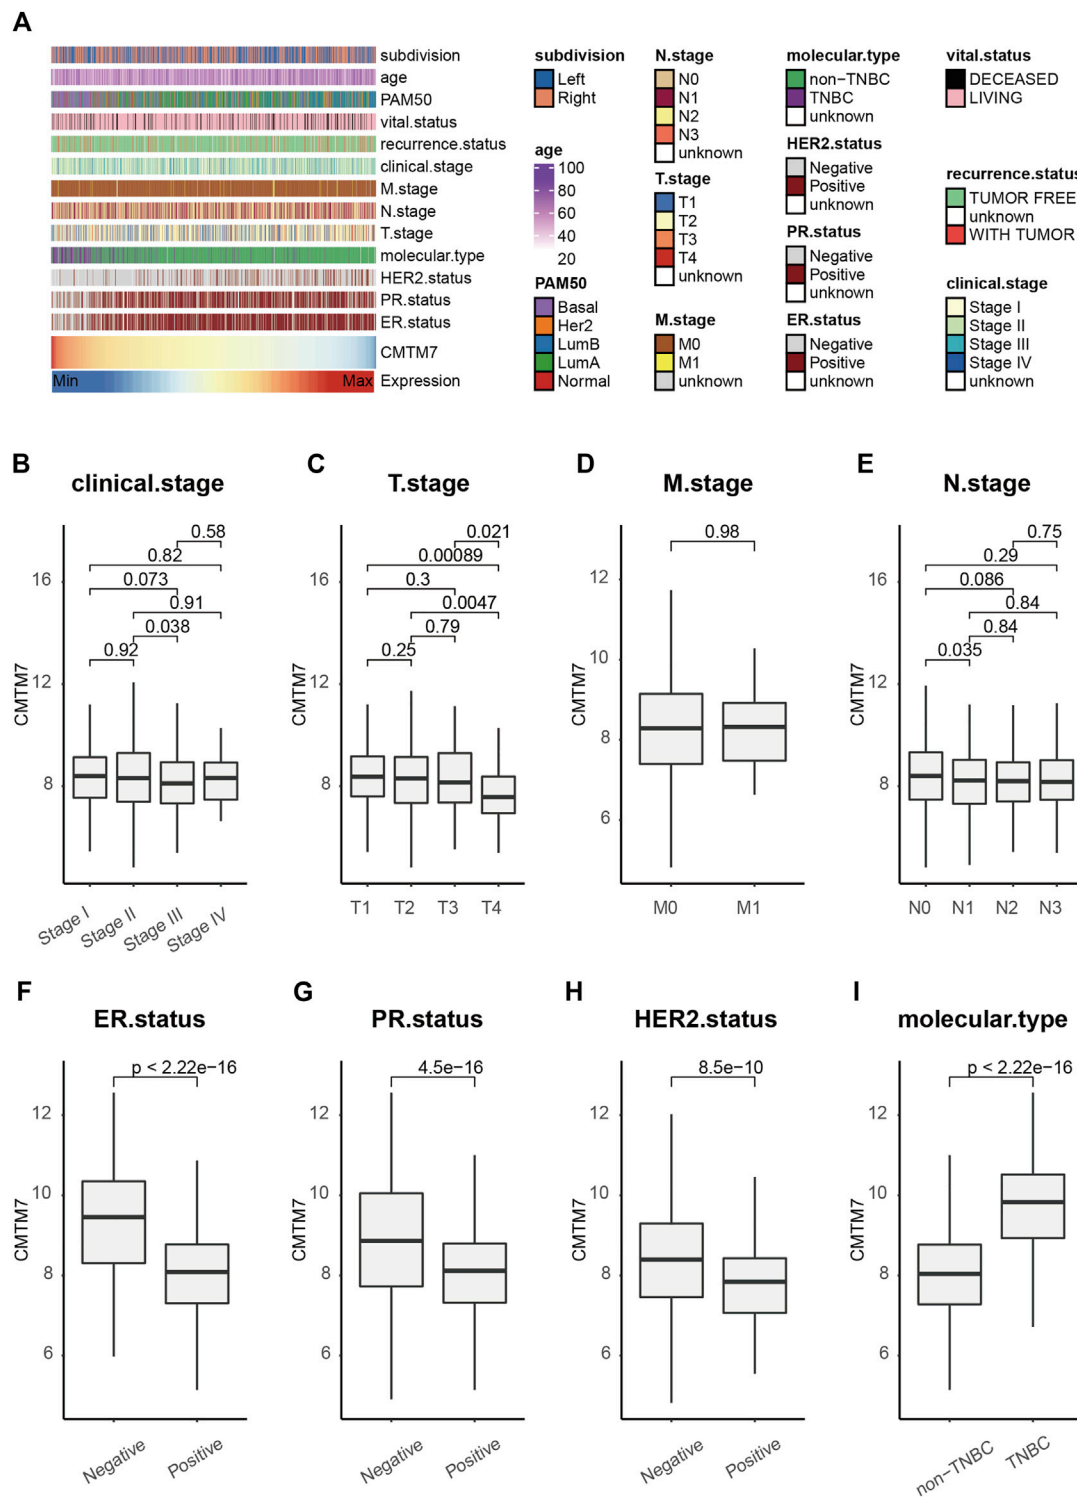 A
subdivision
age
PAM50
vital.status
recurrence.status
clinical.stage
M.stage
N.stage
T.stage
molecular.type
HER2.status
PR.status
ER.status
CMTM7
Min Max Expression
subdivision
Left
Right
age
100
80
60
40
20
PAM50
Basal
Her2
LumB
LumA
Normal
N.stage
N0
N1
N2
N3
unknown
T.stage
T1
T2
T3
T4
unknown
M.stage
M0
M1
unknown
molecular.type
non−TNBC
TNBC
unknown
HER2.status
Negative
Positive
unknown
PR.status
Negative
Positive
unknown
ER.status
Negative
Positive
unknown
vital.status
DECEASED
LIVING
recurrence.status
TUMOR FREE
unknown
WITH TUMOR
clinical.stage
Stage I
Stage II
Stage III
Stage IV
unknown
B
clinical.stage
0.58
0.82
0.073
0.91
0.038
0.92
16
12
8
CMTM7
Stage I
Stage II
Stage III
Stage IV
C
T.stage
0.021
0.00089
0.3
0.0047
0.79
0.25
16
12
8
CMTM7
T1 T2 T3 T4
D
M.stage
0.98
12
10
8
6
CMTM7
M0 M1
E
N.stage
0.75
0.29
0.086
0.84
0.84
0.035
16
12
8
CMTM7
N0 N1 N2 N3
F
ER.status
p < 2.22e−16
12
10
8
6
CMTM7
Negative
Positive
G
PR.status
4.5e−16
12
10
8
6
CMTM7
Negative
Positive
H
HER2.status
8.5e−10
12
10
8
6
CMTM7
Negative
Positive
I
molecular.type
p < 2.22e−16
12
10
8
6
CMTM7
non−TNBC
TNBC